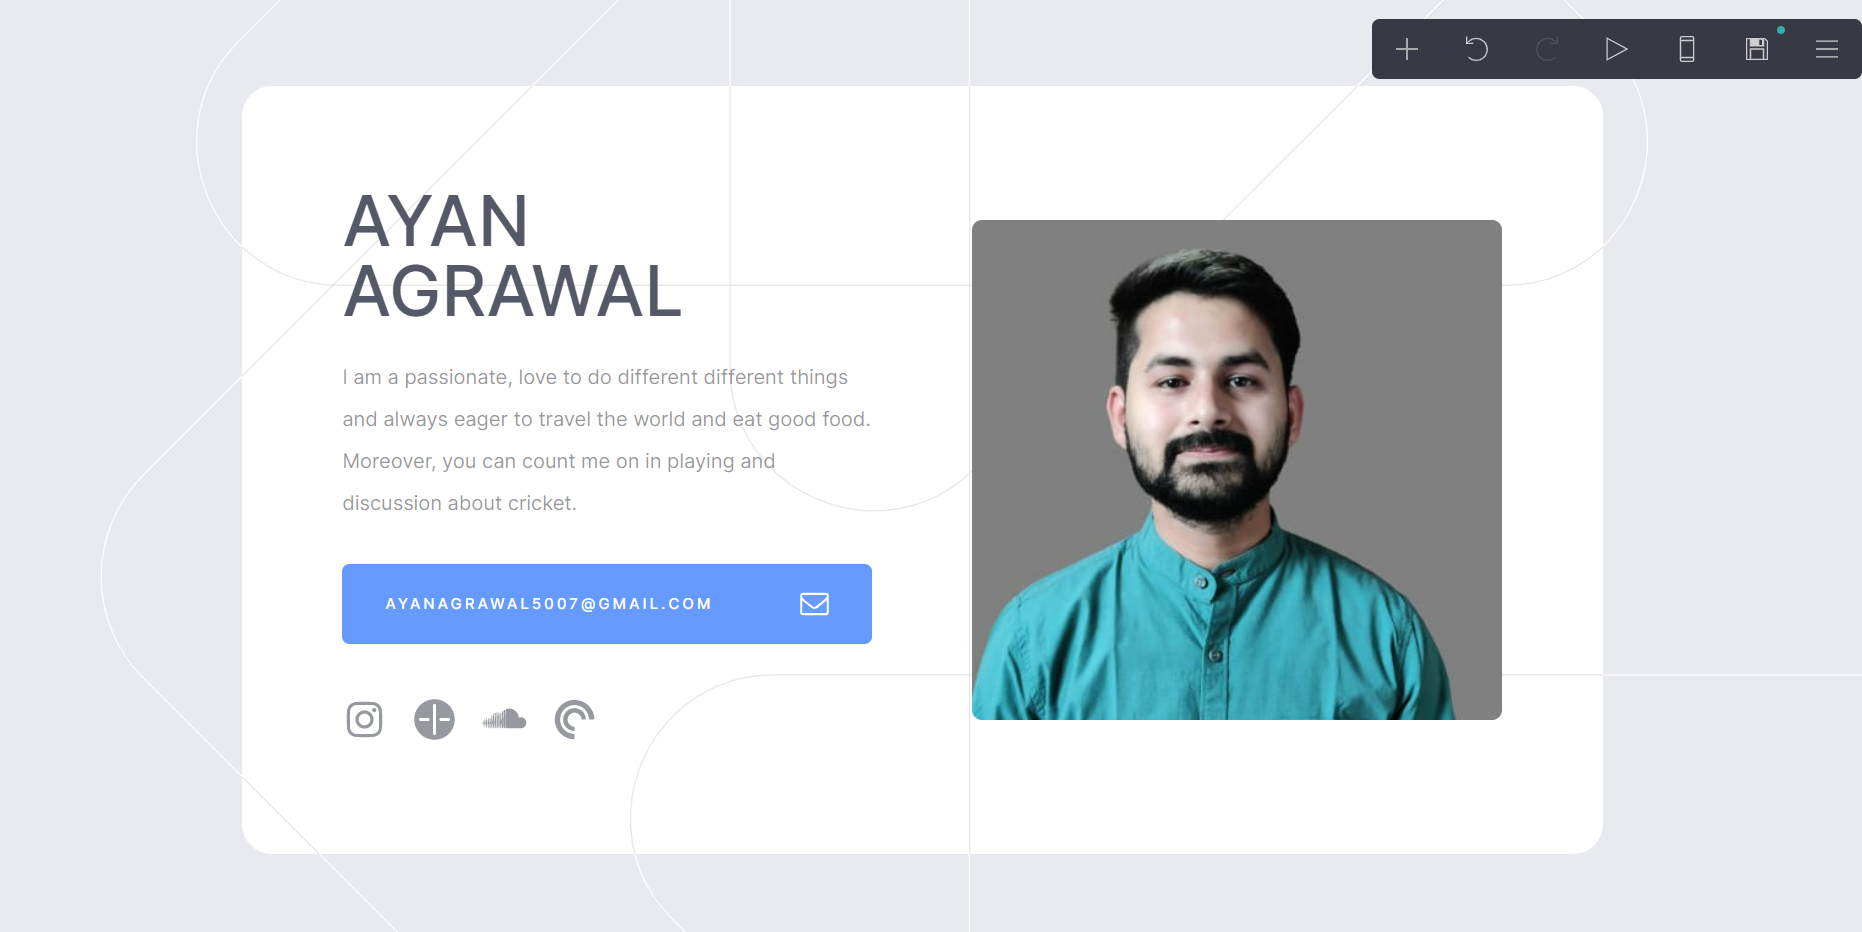 AYAN
AGRAWAL
I am a passionate, love to do different different things
and always eager to travel the world and eat good food.
Moreover, you can count me on in playing and
discussion about cricket.
AYANAGRAWAL5007@GMAIL.COM